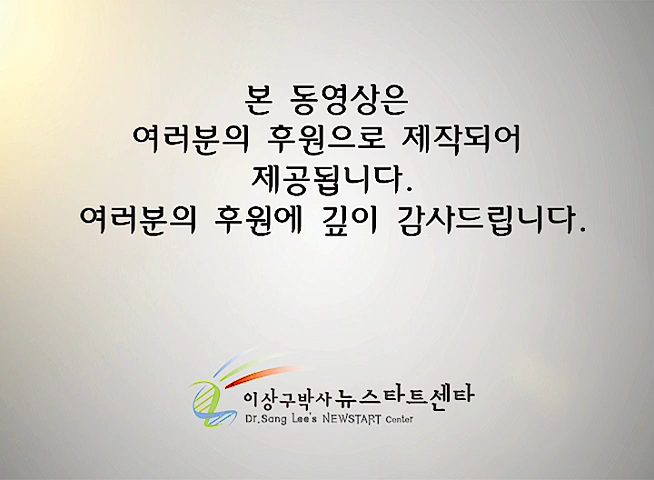 본 동영상은
여러분의 후원으로 제작되어
제공됩니다.
여러분의 후원에 깊이 감사드립니다.
이상구박사 뉴스타트센타
Dr.Sang Lee's NEWSTART Center